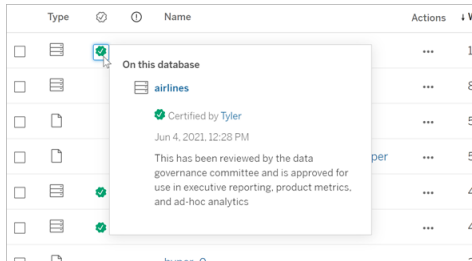 Type Name Actions ↓ W
On this database
airlines
Certified by Tyler
Jun 4, 2021, 12:28 PM
This has been reviewed by the data
governance committee and is approved for
use in executive reporting, product metrics,
and ad-hoc analytics
per